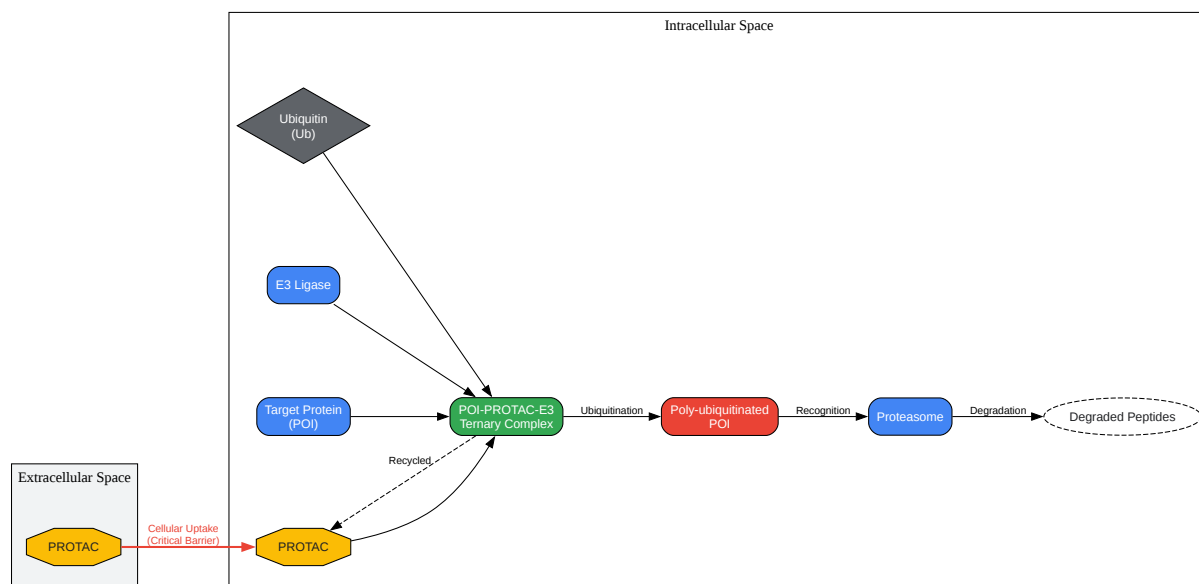 Intracellular Space
Ubiquitin
(Ub)
E3 Ligase
Target Protein
(POI)
POI-PROTAC-E3
Ternary Complex
Ubiquitination
Poly-ubiquitinated
POI
Recognition
Proteasome
Degradation
Degraded Peptides
Recycled
Extracellular Space
PROTAC
Cellular Uptake
(Critical Barrier)
PROTAC